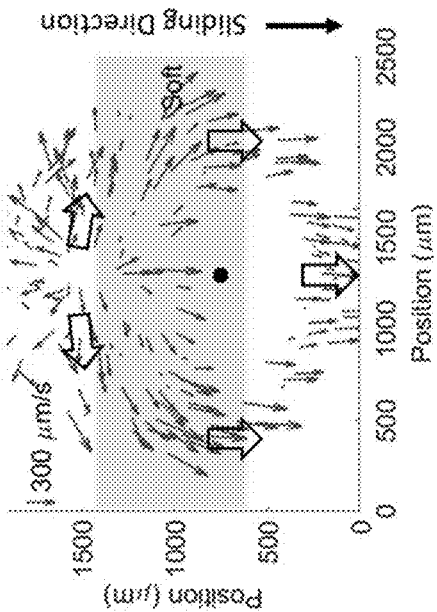 Sliding Direction
300 μm/s
Soft
Position (μm)
1500
1000
500
0
0
500
1000
1500
2000
2500
Position (μm)